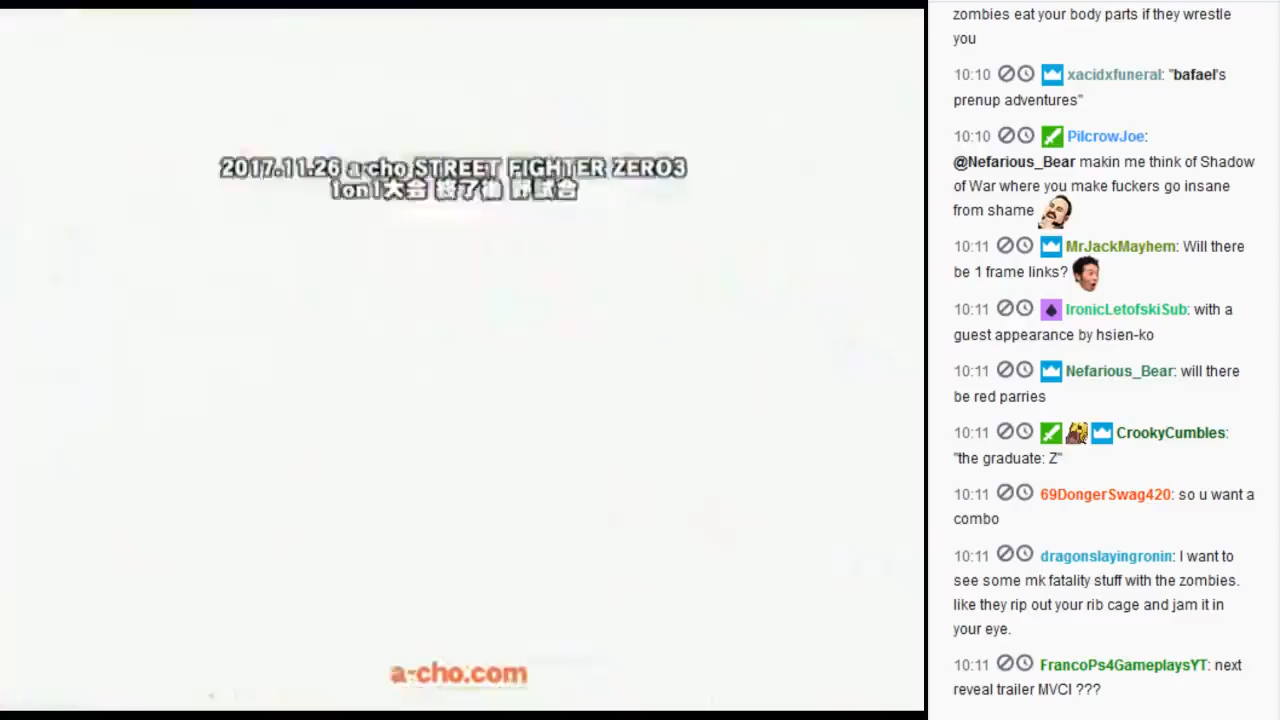 2017.11.26 a-cho STREET FIGHTER ZERO3
1on1大会 終了後 野試合
a-cho.com
zombies eat your body parts if they wrestle
you
10:10 xacidxfuneral: "bafael's
prenup adventures"
10:10 PilcrowJoe:
@Nefarious_Bear makin me think of Shadow
of War where you make fuckers go insane
from shame
10:11 MrJackMayhem: Will there
be 1 frame links?
10:11 IronicLetofskiSub: with a
guest appearance by hsien-ko
10:11 Nefarious_Bear: will there
be red parries
10:11 CrookyCumbles:
"the graduate: Z"
10:11 69DongerSwag420: so u want a
combo
10:11 dragonslayingronin: I want to
see some mk fatality stuff with the zombies.
like they rip out your rib cage and jam it in
your eye.
10:11 FrancoPs4GameplaysYT: next
reveal trailer MVCI ???